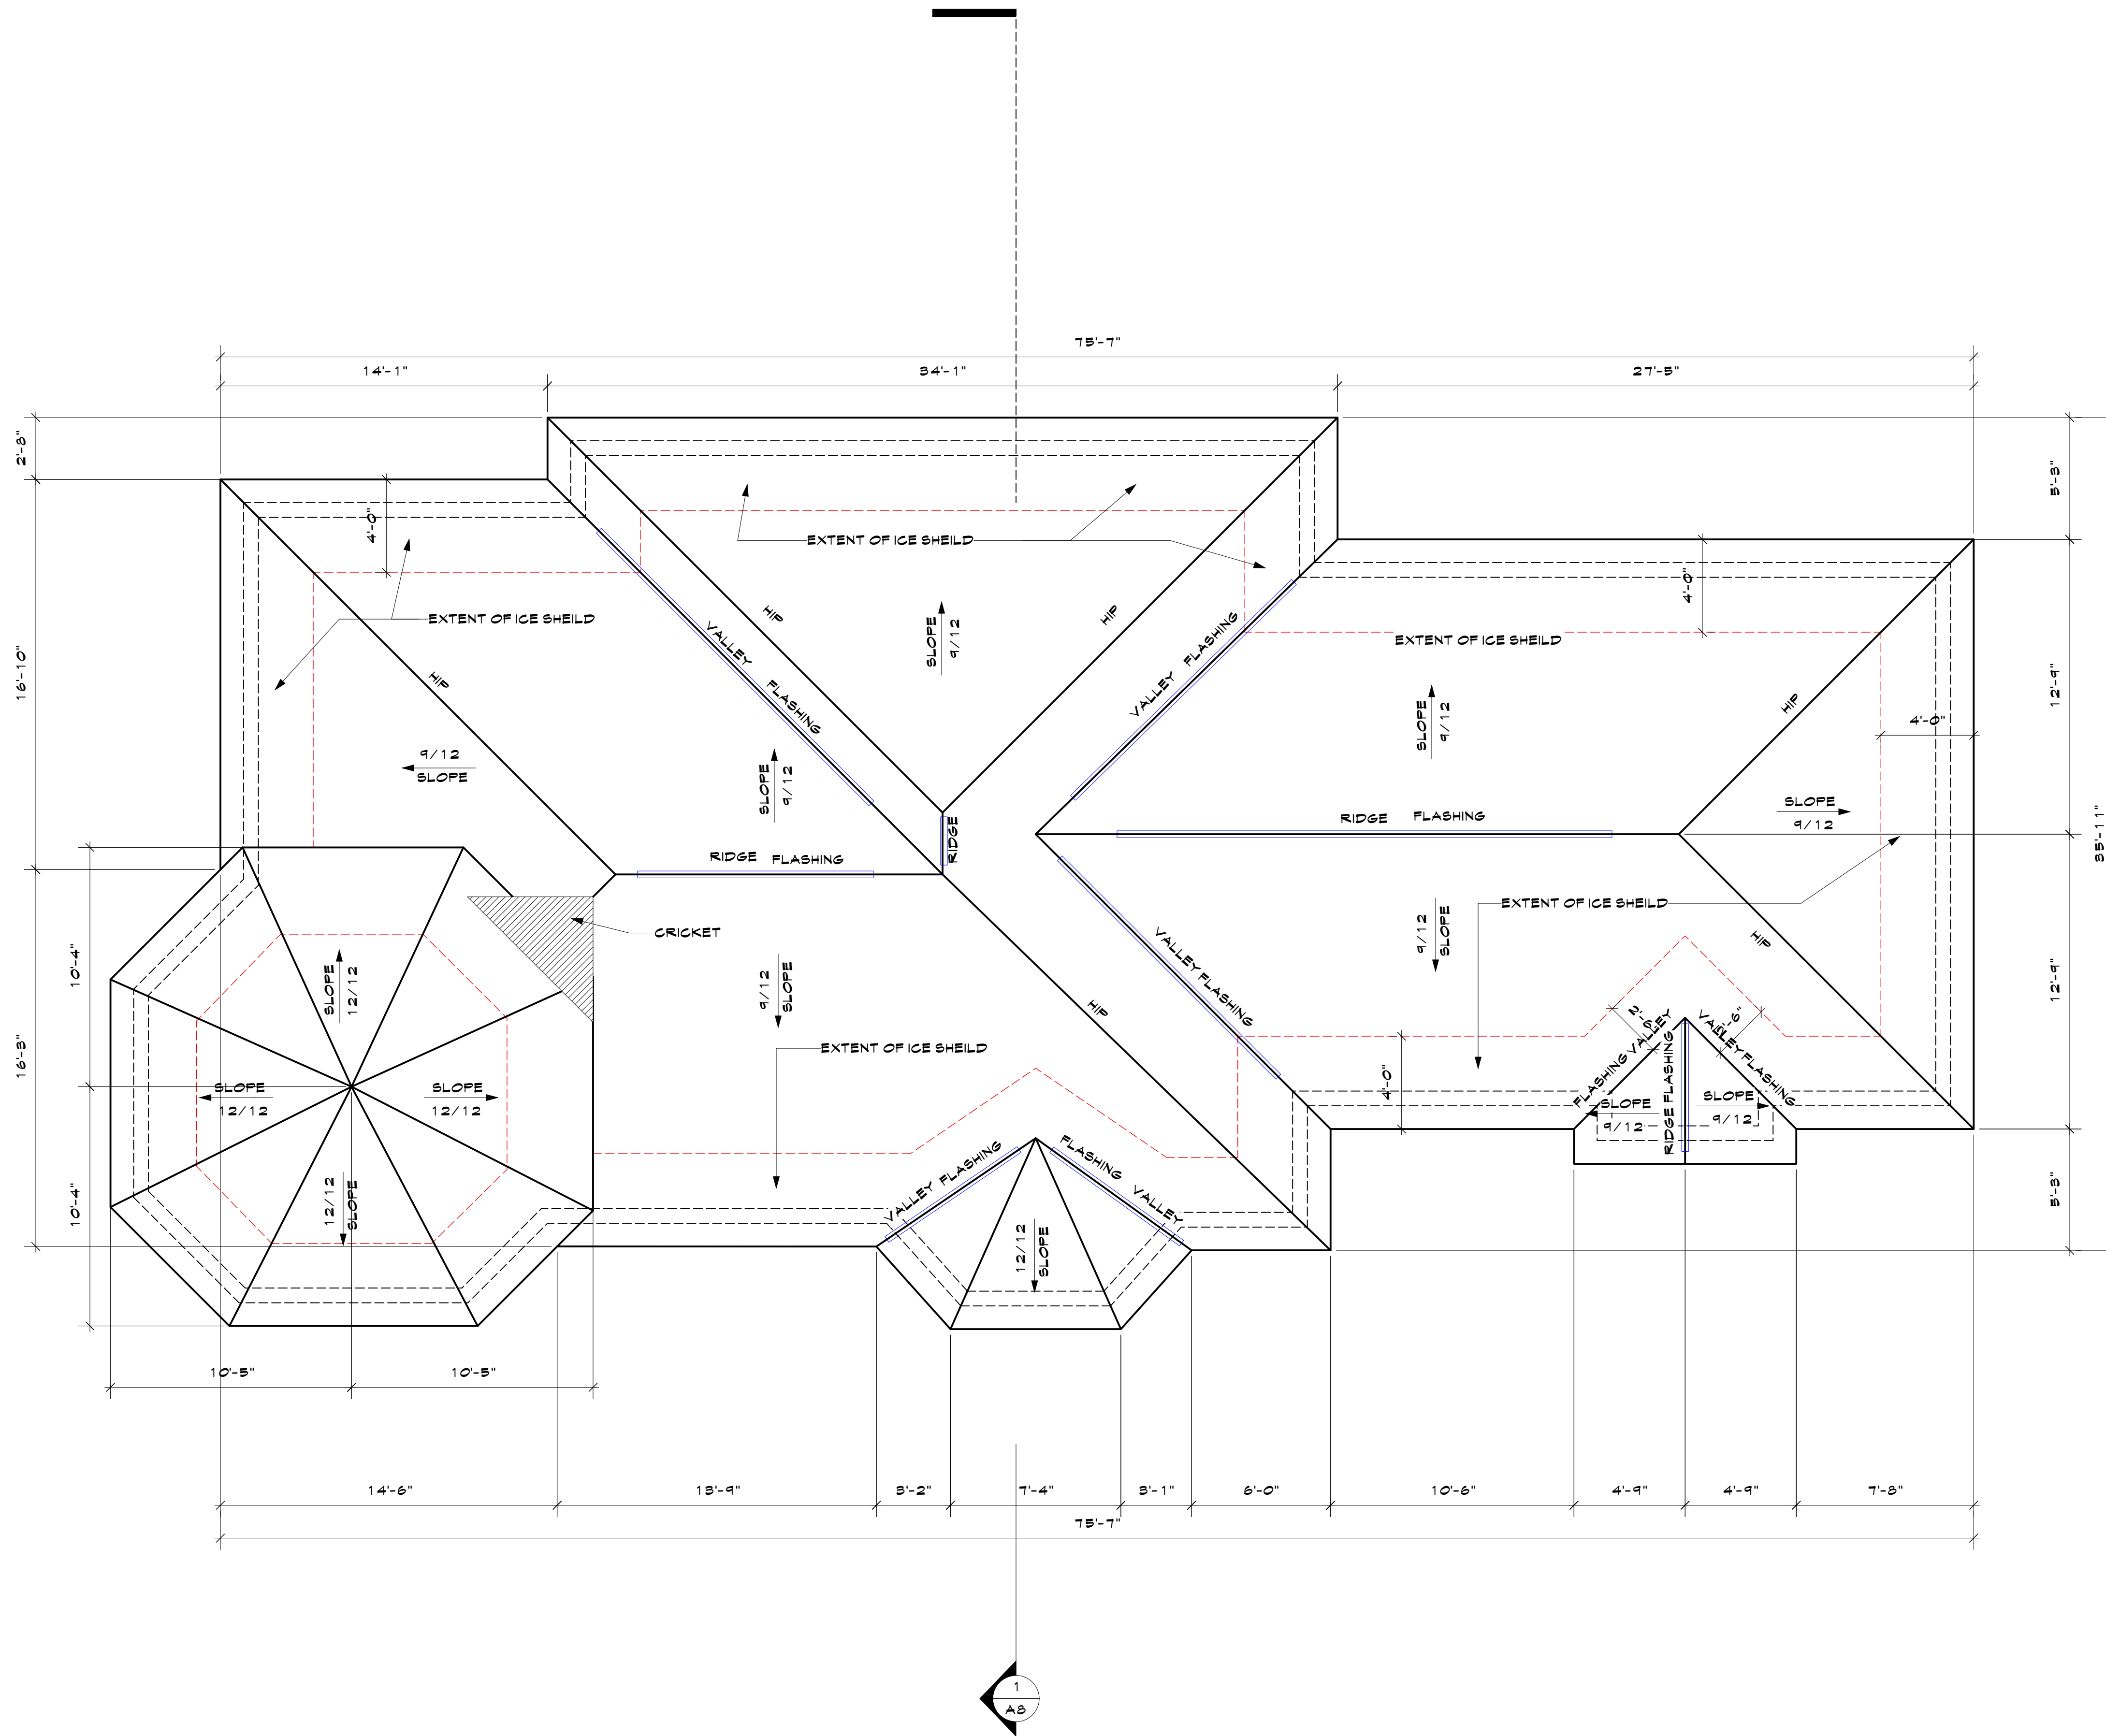 75'-7"
14'-1"
34'-1"
27'-5"
2'-8"
5'-3"
4'-0"
EXTENT OF ICE SHEILD
4'-0"
EXTENT OF ICE SHEILD
EXTENT OF ICE SHEILD
HIP
HIP
VALLEY FLASHING
SLOPE
9/12
VALLEY FLASHING
16'-10"
HIP
HIP
12'-9"
4'-0"
SLOPE
9/12
9/12
SLOPE
SLOPE
9/12
SLOPE
9/12
RIDGE FLASHING
RIDGE
RIDGE FLASHING
35'-11"
EXTENT OF ICE SHEILD
CRICKET
9/12
SLOPE
HIP
10'-4"
SLOPE
12/12
9/12
SLOPE
VALLEY FLASHING
HIP
12'-9"
16'-3"
2'-6"
FLASHING VALLEY
RIDGE FLASHING
VALLEY FLASHING
EXTENT OF ICE SHEILD
4'-0"
SLOPE
12/12
SLOPE
12/12
SLOPE
9/12
SLOPE
9/12
12/12
SLOPE
10'-4"
VALLEY FLASHING
FLASHING VALLEY
5'-3"
12/12
SLOPE
10'-5"
10'-5"
14'-6"
13'-9"
3'-2"
7'-4"
3'-1"
6'-0"
10'-6"
4'-9"
4'-9"
7'-8"
75'-7"
1
A8